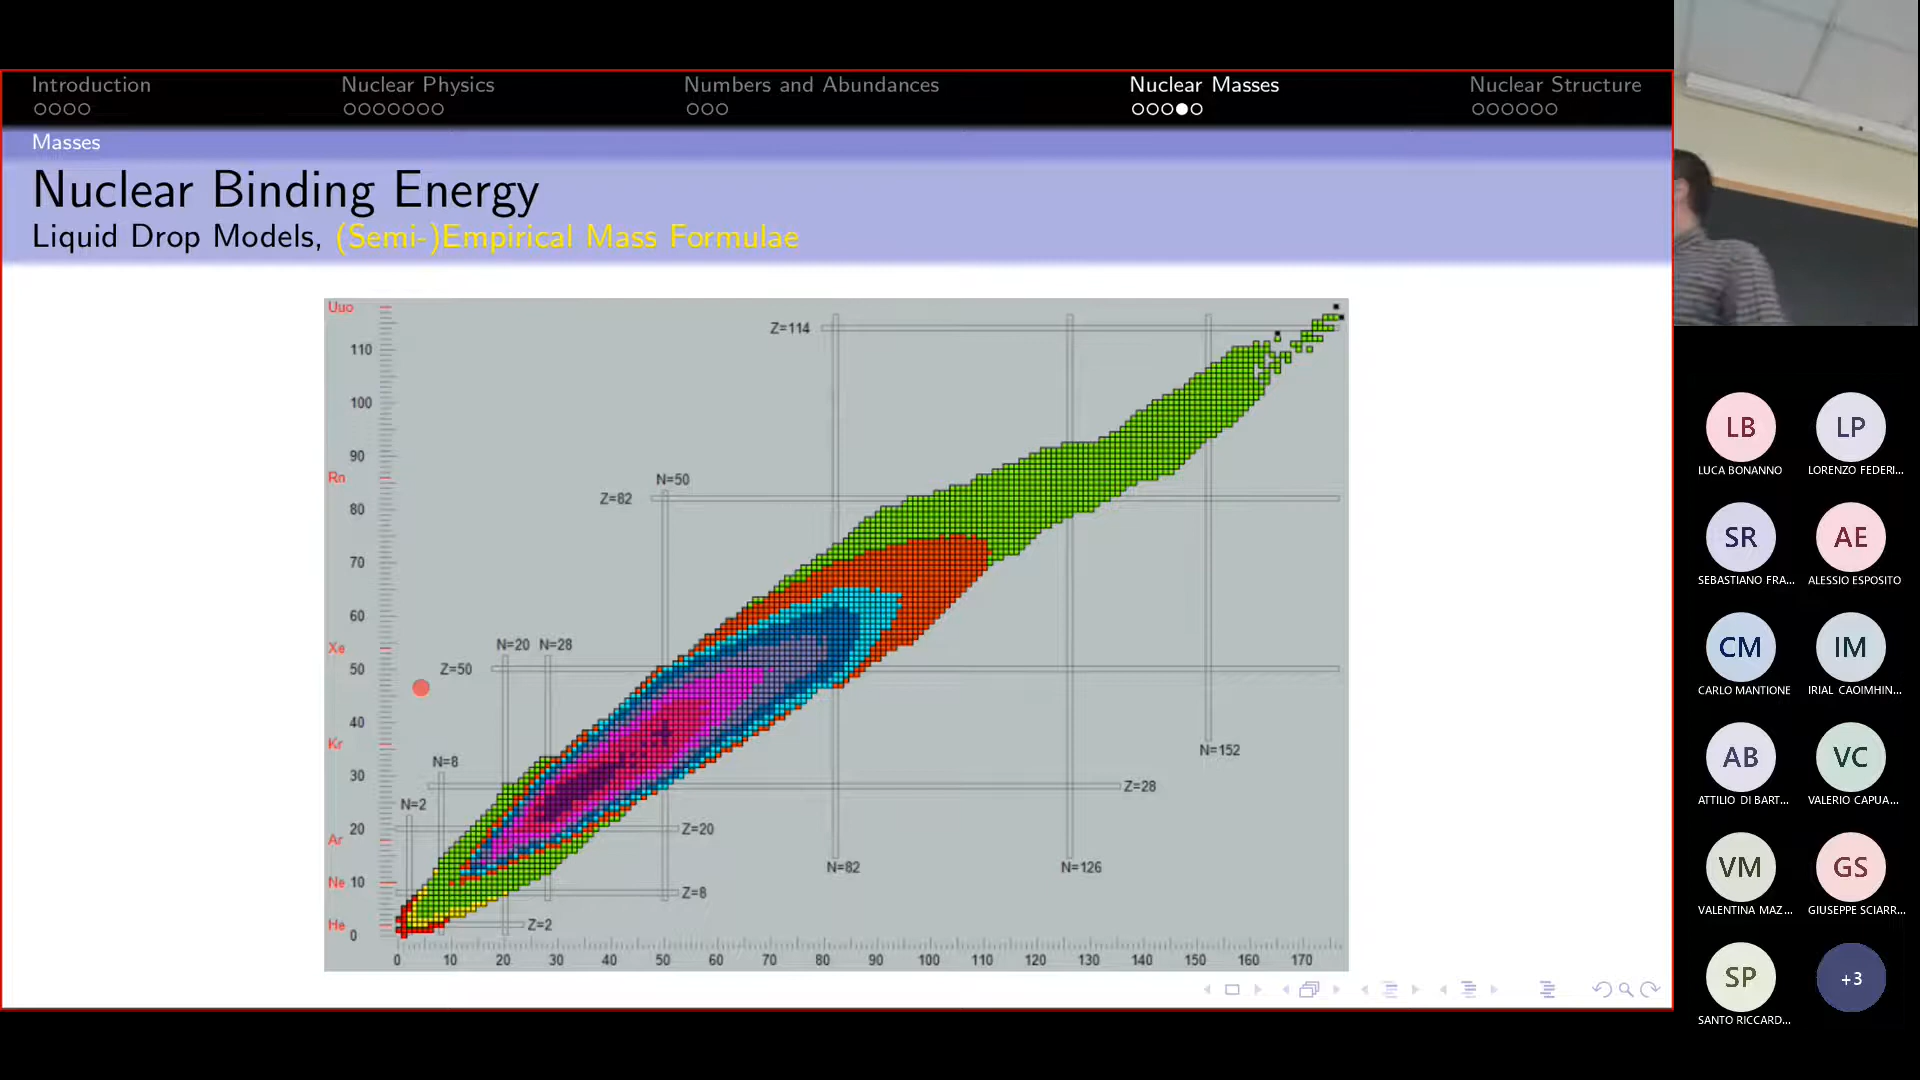 Introduction
Nuclear Physics
Numbers and Abundances
Nuclear Masses
Nuclear Structure
Masses
Nuclear Binding Energy
Liquid Drop Models, (Semi-)Empirical Mass Formulae
Uuo
Z=114
110
100
90
N=50
Rn
Z=82
80
70
60
N=20 N=28
Xe
50
Z=50
40
Kr
N=152
N=8
30
Z=28
N=2
20
Z=20
Ar
N=82
N=126
Ne 10
Z=8
He
0
Z=2
0 10 20 30 40 50 60 70 80 90 100 110 120 130 140 150 160 170
LB LP
LUCA BONANNO LORENZO FEDERI...
SR AE
SEBASTIANO FRA... ALESSIO ESPOSITO
CM IM
CARLO MANTIONE IRIAL CAOIMHIN...
AB VC
ATTILIO DI BART... VALERIO CAPUA...
VM GS
VALENTINA MAZ... GIUSEPPE SCIARR...
SP +3
SANTO RICCARD...